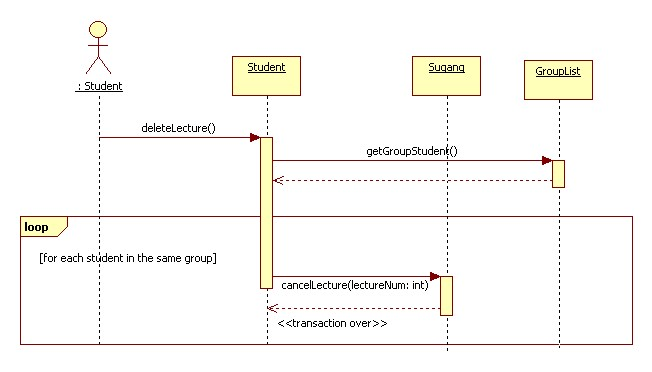 : Student
Student
Sugang
GroupList
deleteLecture()
getGroupStudent()
loop
[for each student in the same group]
cancelLecture(lectureNum: int)
<<transaction over>>